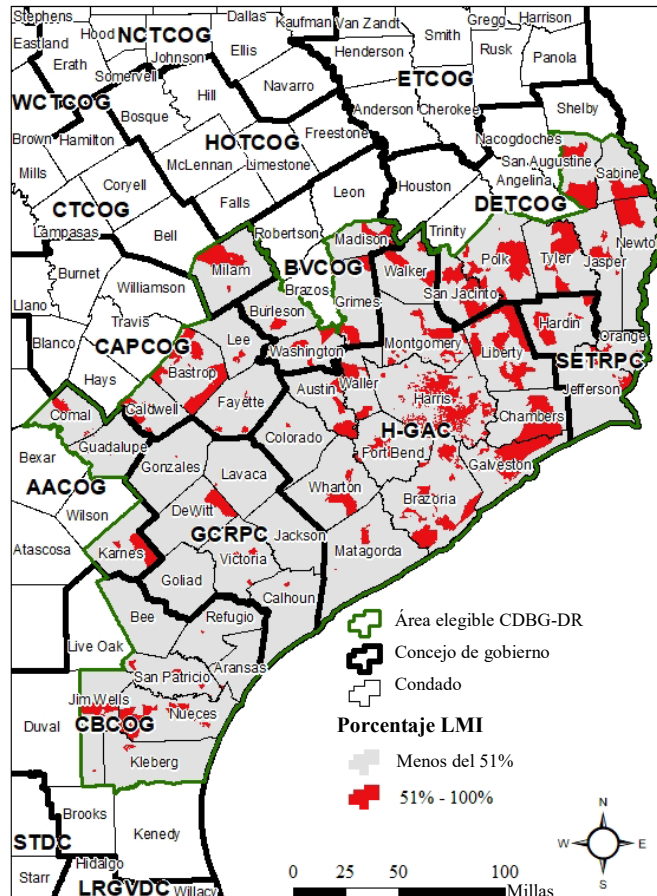 Stephens
Hood
NCTCOG
Dallas
Kaufman
Van Zandt
Gregg
Harrison
Eastland
Erath
Johnson
Ellis
Henderson
Smith
Rusk
Panola
Somervell
Hill
Navarro
ETCOG
WCTCOG
Bosque
Anderson
Cherokee
Shelby
Brown
Hamilton
HOTCOG
Freestone
Nacogdoches
McLennan
Limestone
San Augustine
Mills
Coryell
Leon
Houston
Angelina
Sabine
CTCOG
Falls
DETCOG
Lampasas
Bell
Robertson
Madison
Trinity
Newton
Burnet
Milam
BVCOG
Walker
Polk
Tyler
Jasper
Williamson
Brazos
Grimes
San Jacinto
Llano
Burleson
Travis
Hardin
Blanco
CAPCOG
Lee
Washington
Montgomery
Liberty
Orange
SETRPC
Hays
Bastrop
Austin
Waller
Harris
Jefferson
Comal
Caldwell
Fayette
Chambers
Guadalupe
Colorado
H-GAC
Bexar
Gonzales
Lavaca
Fort Bend
Galveston
AACOG
Wharton
Wilson
DeWitt
Brazoria
GCRPC
Jackson
Atascosa
Karnes
Victoria
Matagorda
Goliad
Calhoun
Bee
Refugio
Live Oak
Aransas
San Patricio
Jim Wells
Nueces
Duval
CBCOG
Kleberg
Brooks
STDC
Kenedy
Hidalgo
Starr
LRGVDC
Willacy
Área elegible CDBG-DR
Concejo de gobierno
Condado
Porcentaje LMI
Menos del 51%
51% - 100%
N
W
E
S
0 25 50 100
Millas